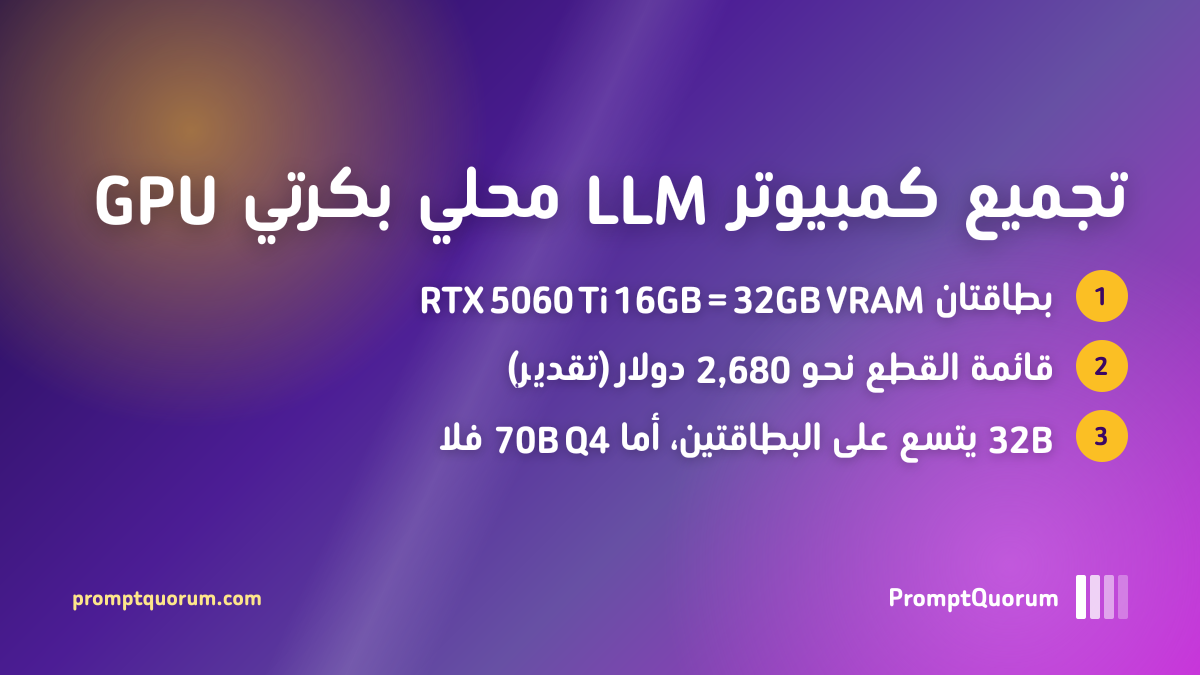 تجميع كمبيوتر LLM محلي بكرتي GPU
1 بطاقتان RTX 5060 Ti 16GB = 32GB VRAM
2 قائمة القطع نحو 2,680 دولار (تقدير)
3 32B يتسع على البطاقتين، أما 70B Q4 فلا
PromptQuorum
promptquorum.com